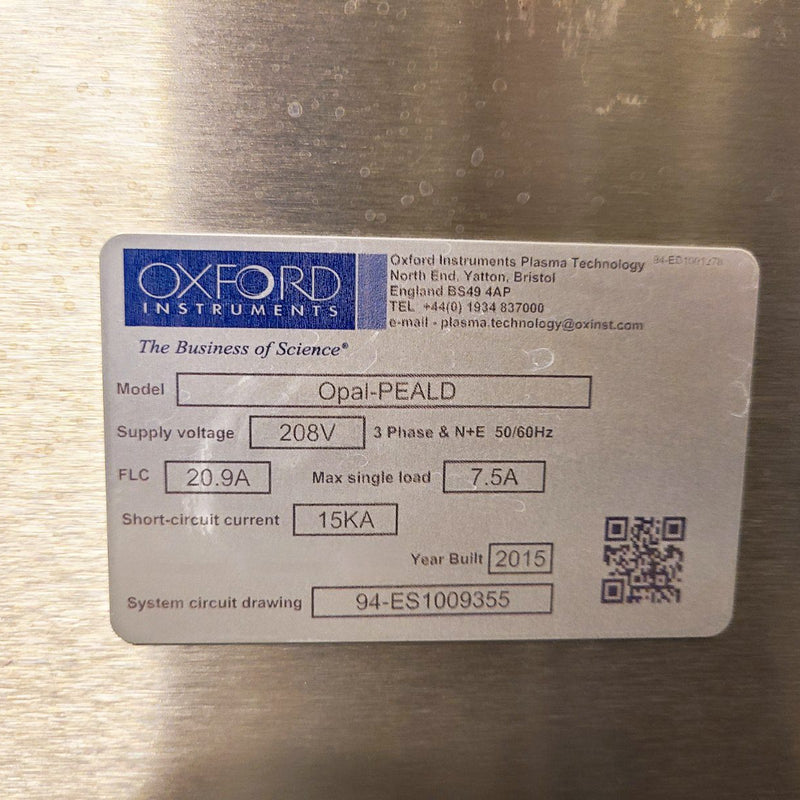 OXFORD
INSTRUMENTS
The Business of Science®
Oxford Instruments Plasma Technology
North End, Yatton, Bristol
England BS49 4AP
TEL +44(0) 1934 837000
e-mail - plasma.technology@oxinst.com
Model Opal-PEALD
Supply voltage 208V 3 Phase & N+E 50/60Hz
FLC 20.9A Max single load 7.5A
Short-circuit current 15KA
Year Built 2015
System circuit drawing 94-ES1009355